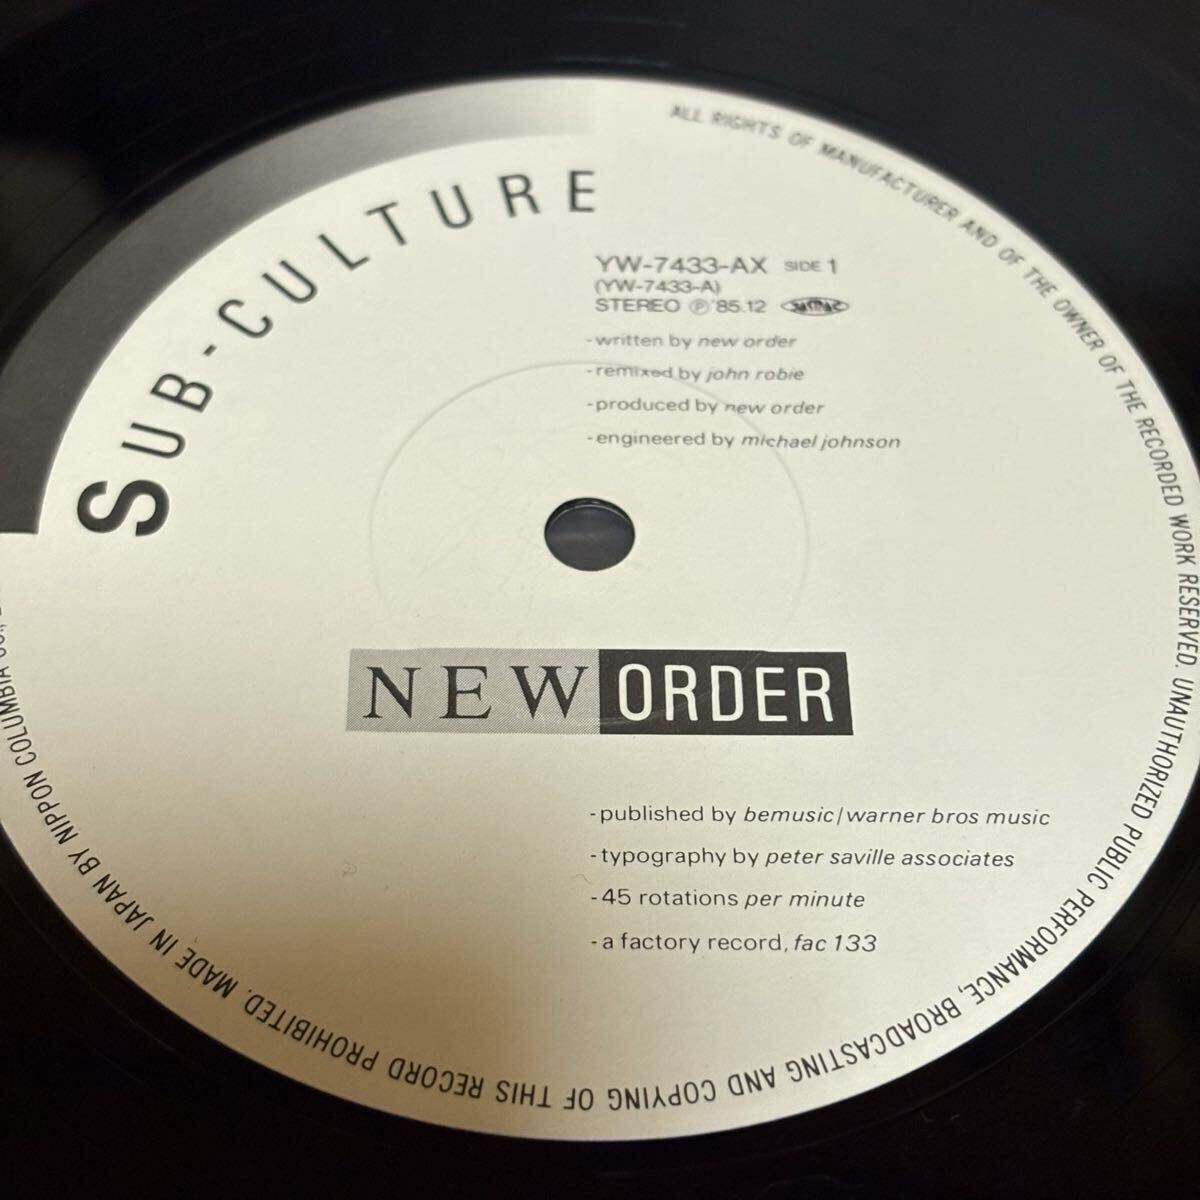 SUB-CULTURE
YW-7433-AX SIDE 1
(YW-7433-A)
STEREO Ⓟ'85.12 JASRAC
-written by new order
-remixed by john robie
-produced by new order
-engineered by michael johnson
NEW ORDER
-published by bemusic/warner bros music
-typography by peter saville associates
-45 rotations per minute
-a factory record, fac 133
ALL RIGHTS OF MANUFACTURER AND OF THE OWNER OF THE RECORDED WORK RESERVED. UNAUTHORIZED PUBLIC PERFORMANCE, BROADCASTING AND COPYING OF THIS RECORD PROHIBITED. MADE IN JAPAN BY NIPPON COLUMBIA